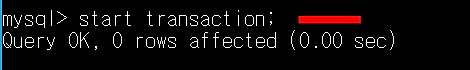 mysql> start transaction;
Query OK, 0 rows affected (0.00 sec)